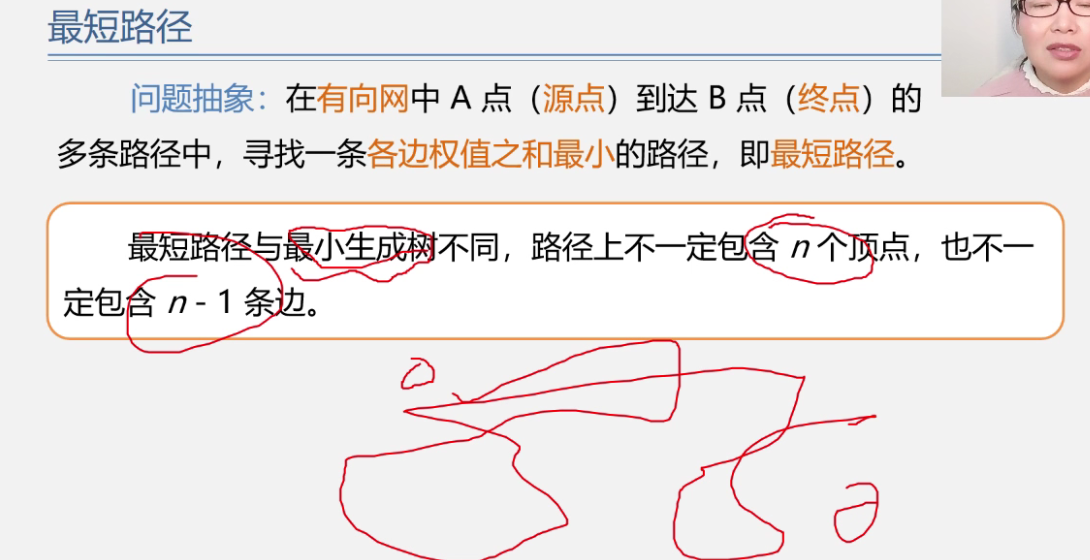 最短路径
问题抽象：在有向网中 A 点（源点）到达 B 点（终点）的
多条路径中，寻找一条各边权值之和最小的路径，即最短路径。
最短路径与最小生成树不同，路径上不一定包含 n 个顶点，也不一
定包含 n - 1 条边。